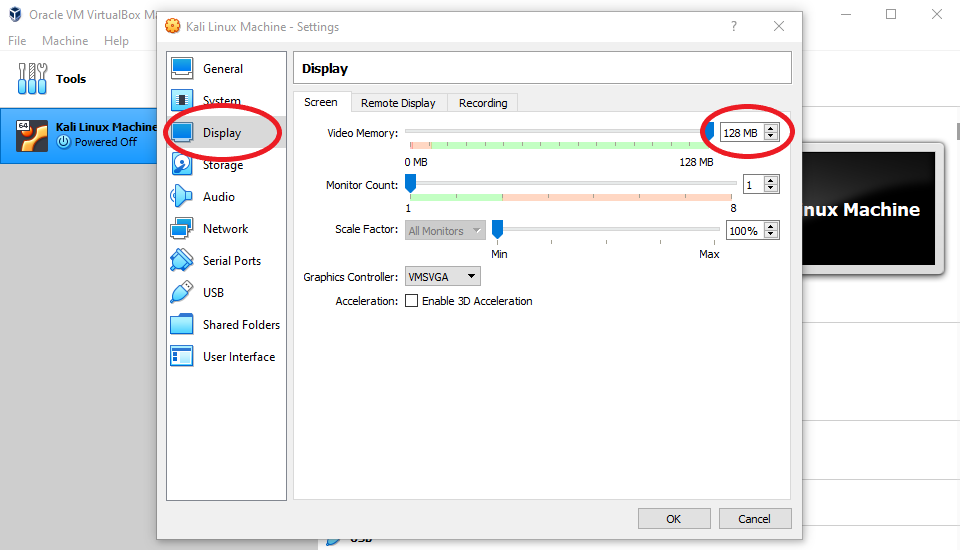 Oracle VM VirtualBox
File Machine Help
Tools
64
Kali Linux Machine
Powered Off
Kali Linux Machine - Settings
?
General
System
Display
Storage
Audio
Network
Serial Ports
USB
Shared Folders
User Interface
Display
Screen Remote Display Recording
Video Memory: 128 MB
0 MB 128 MB
Monitor Count: 1
1 8
Scale Factor: All Monitors 100%
Min Max
Graphics Controller: VMSVGA
Acceleration: Enable 3D Acceleration
OK Cancel
Machine